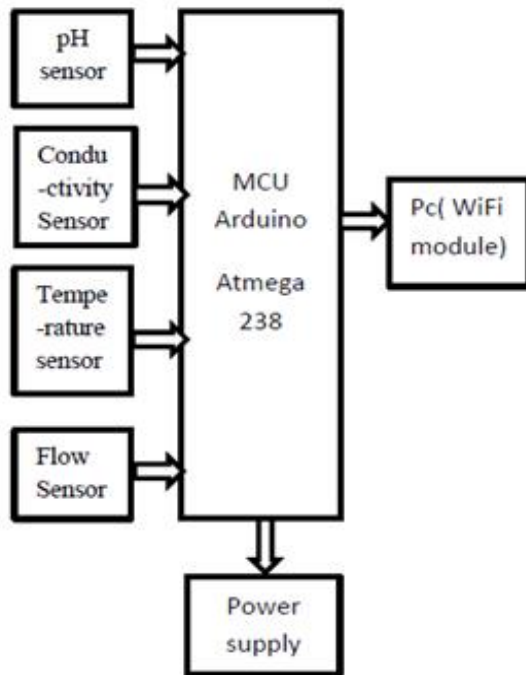 pH
sensor
Condu
-ctivity
Sensor
Tempe
-rature
sensor
Flow
Sensor
MCU
Arduino
Atmega
238
Pc( WiFi
module)
Power
supply